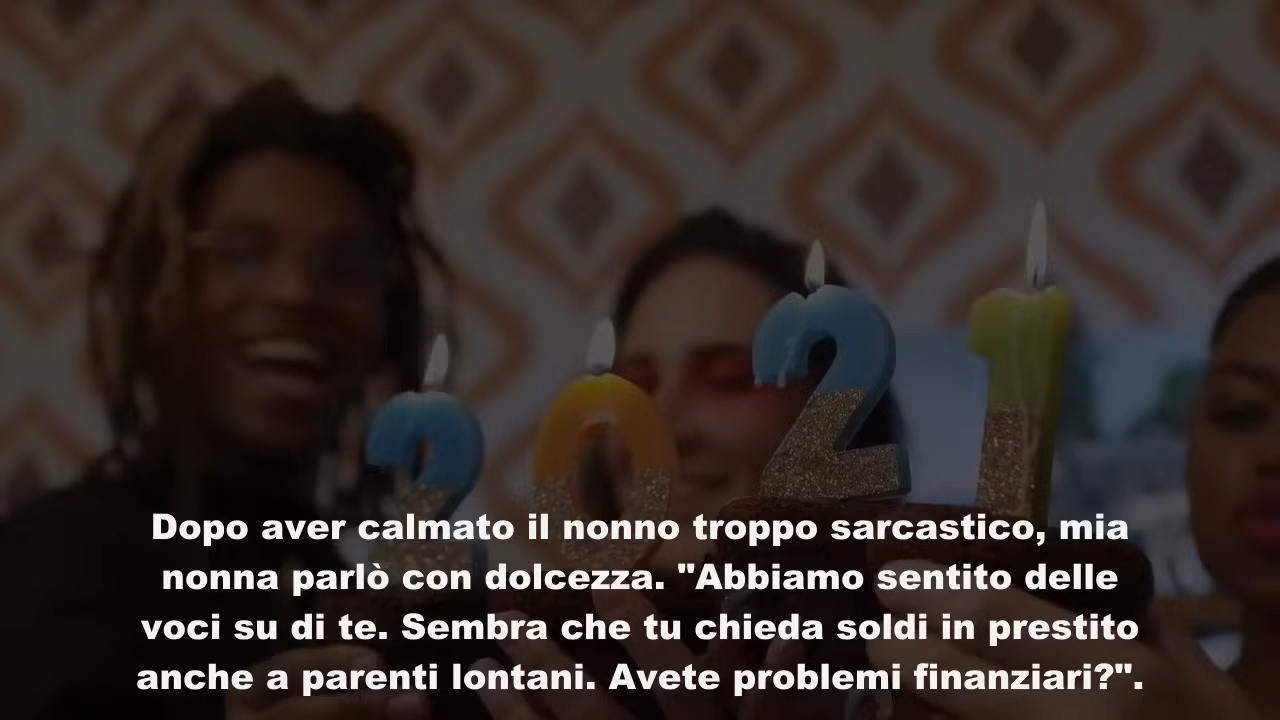 2021
Dopo aver calmato il nonno troppo sarcastico, mia
nonna parlò con dolcezza. "Abbiamo sentito delle
voci su di te. Sembra che tu chieda soldi in prestito
anche a parenti lontani. Avete problemi finanziari?".